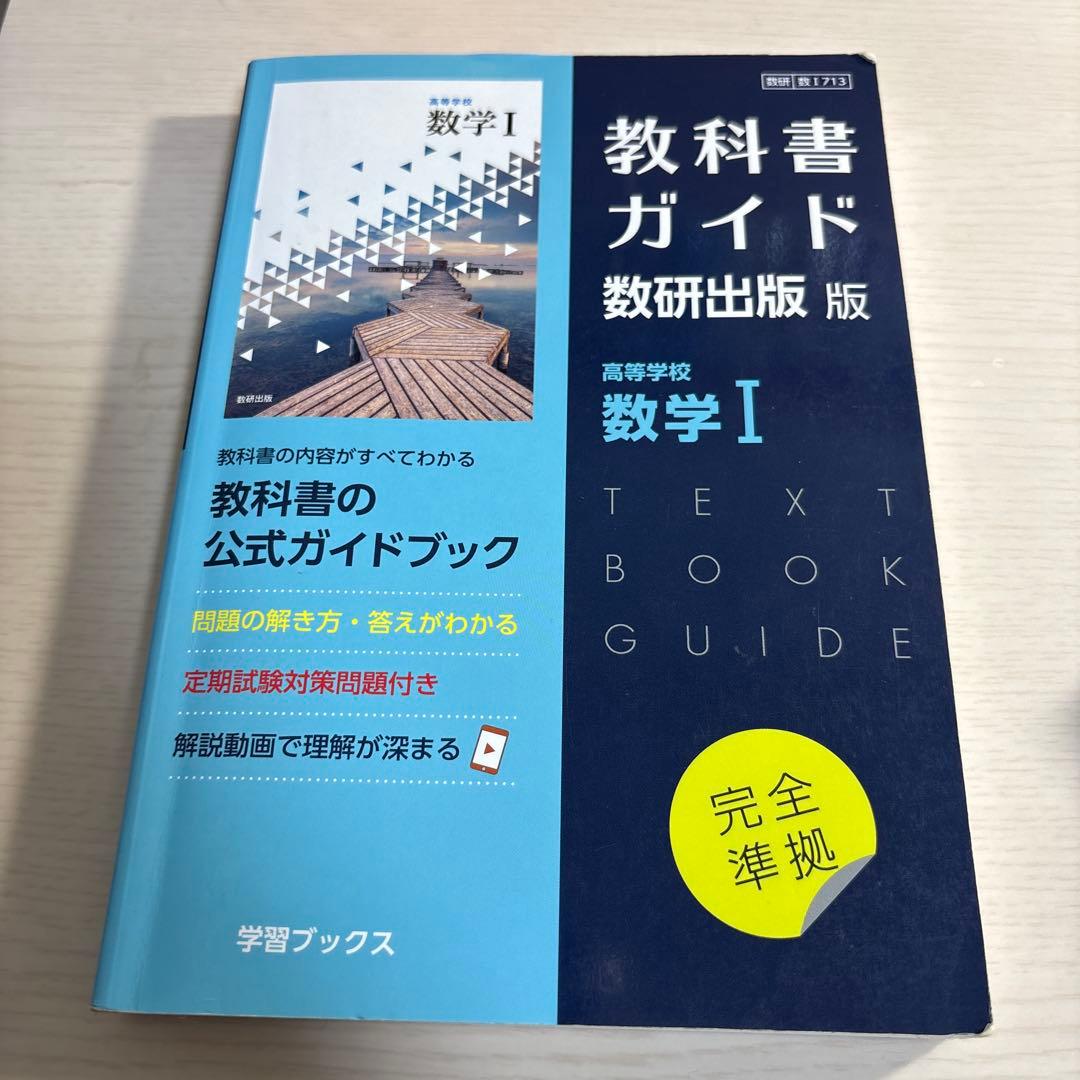 高等学校
数学Ⅰ
数研出版
教科書の内容がすべてわかる
教科書の
公式ガイドブック
問題の解き方・答えがわかる
定期試験対策問題付き
解説動画で理解が深まる
学習ブックス
数研 数Ⅰ713
教科書
ガイド
数研出版 版
高等学校
数学Ⅰ
TEXT
BOOK
GUIDE
完全
準拠